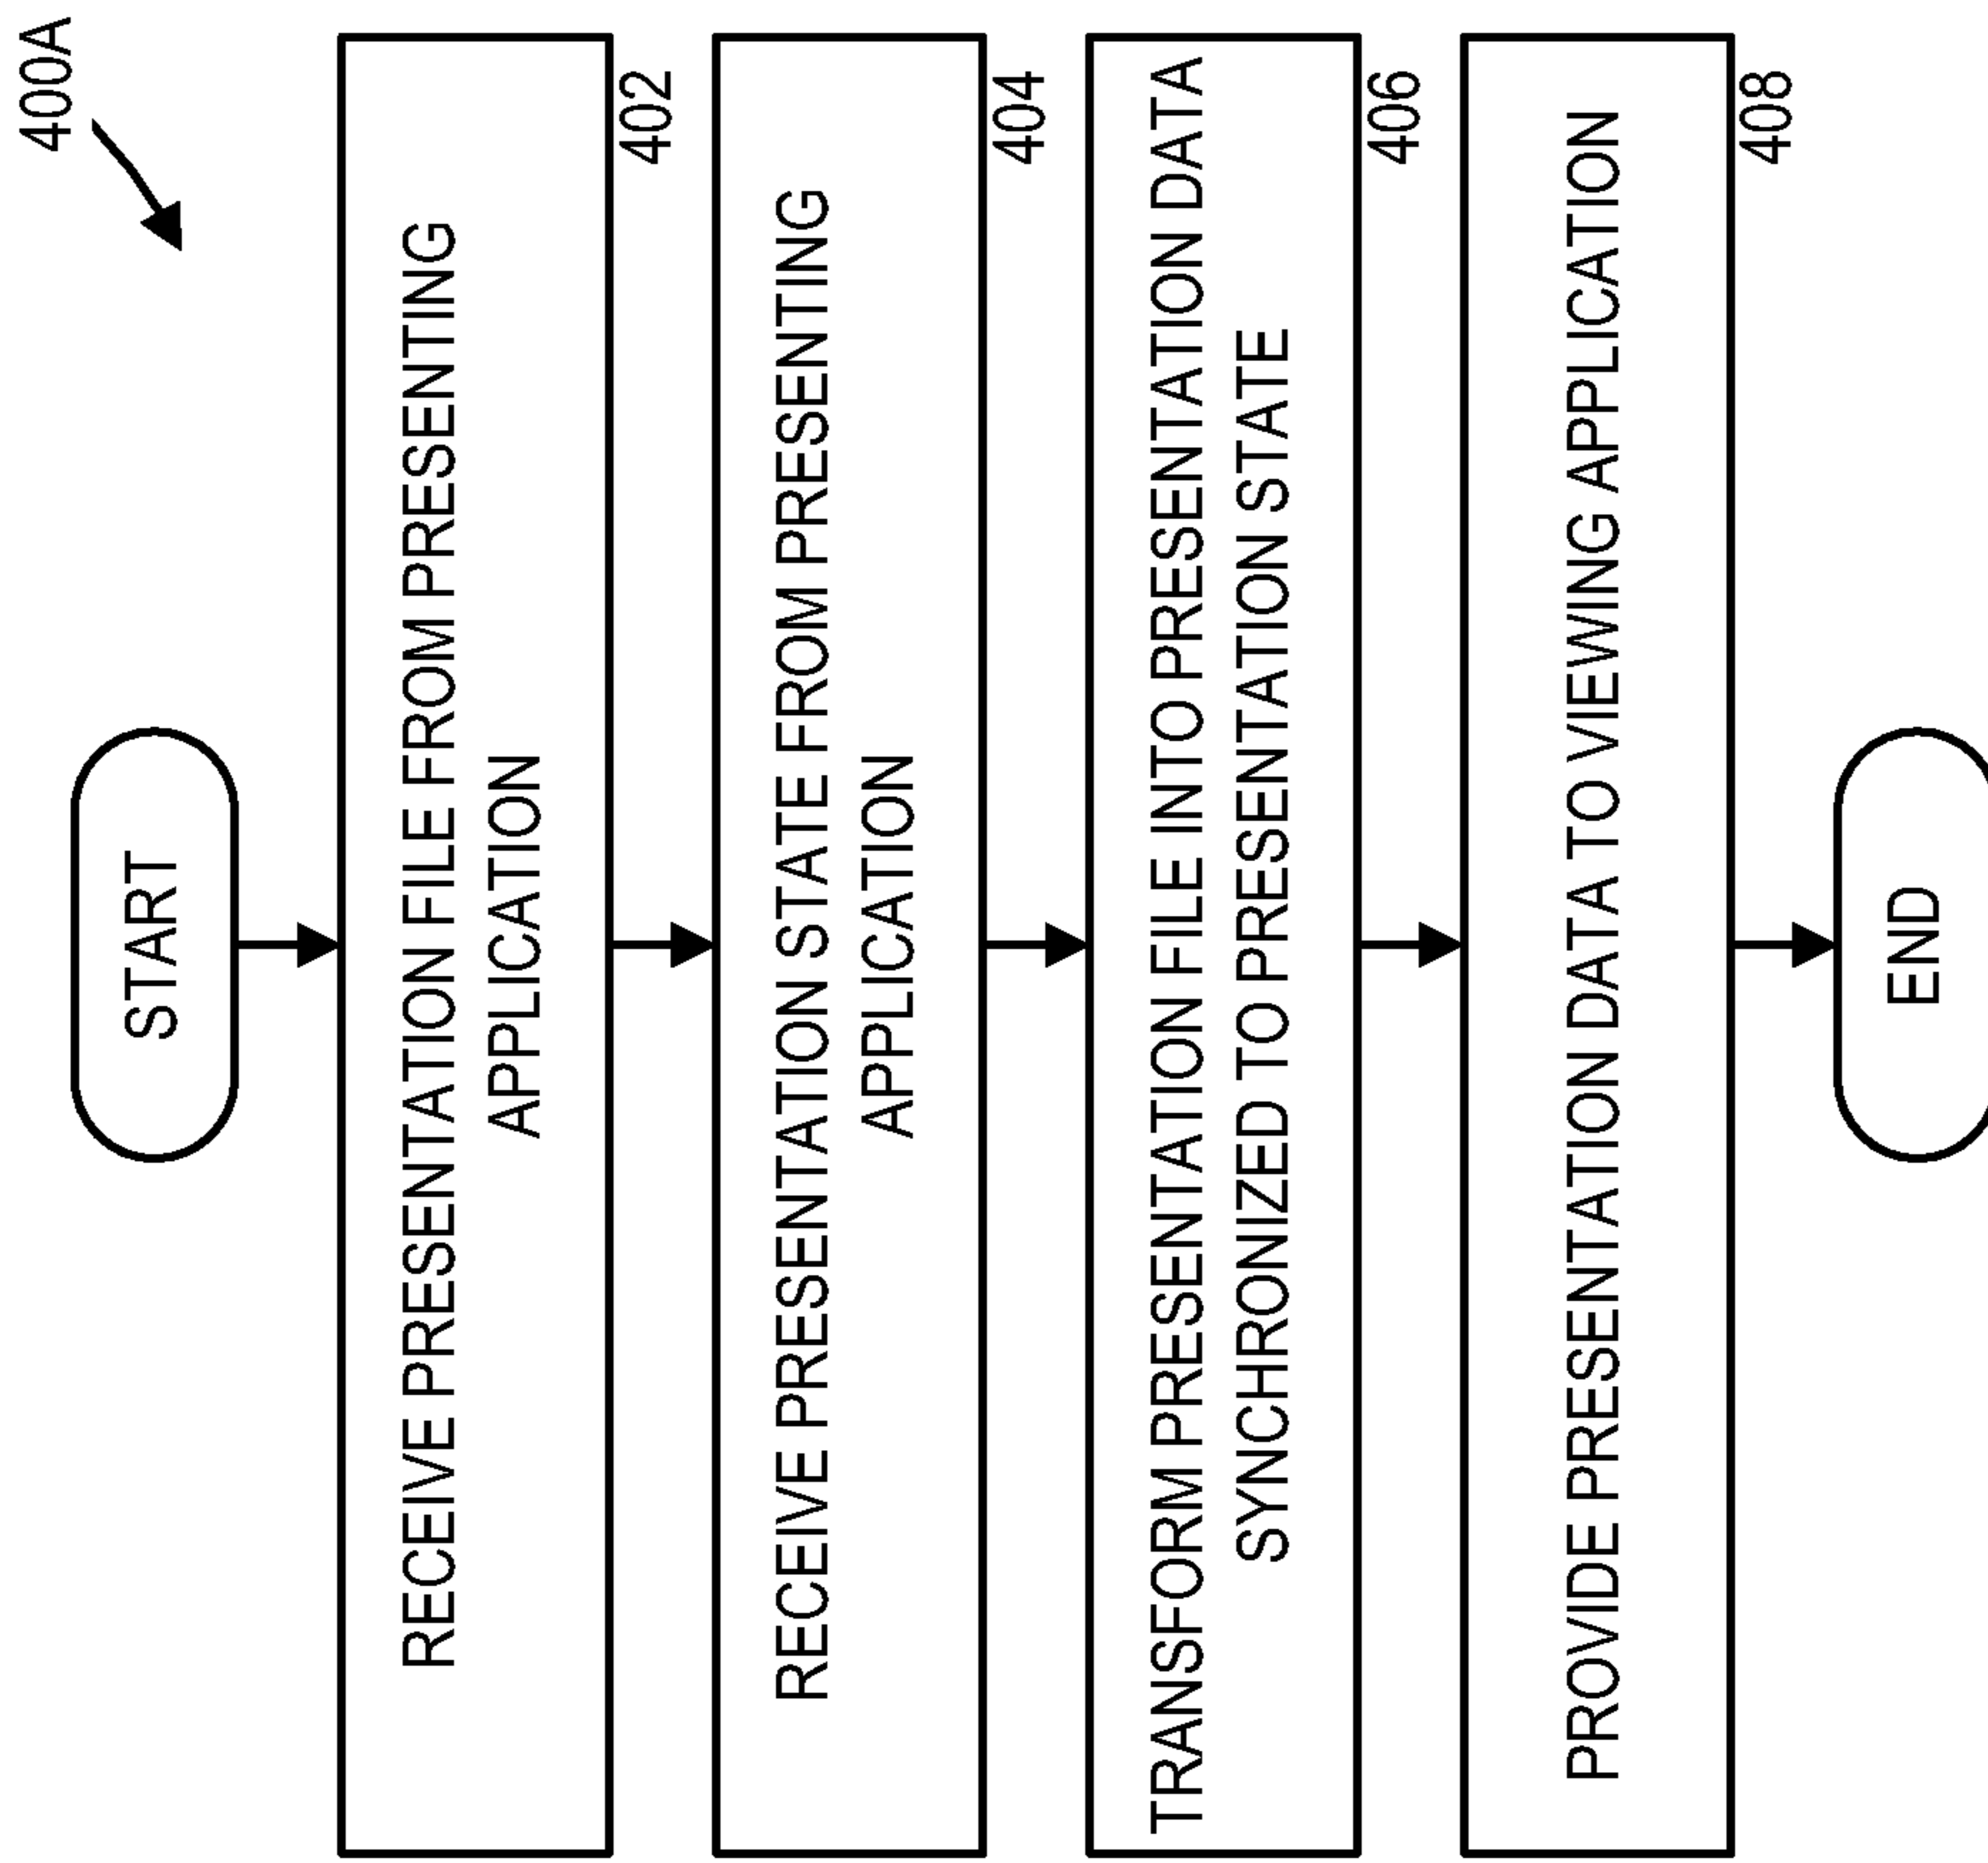 400A
START
RECEIVE PRESENTATION FILE FROM PRESENTING
APPLICATION
402
RECEIVE PRESENTATION STATE FROM PRESENTING
APPLICATION
404
TRANSFORM PRESENTATION FILE INTO PRESENTATION DATA
SYNCHRONIZED TO PRESENTATION STATE
406
PROVIDE PRESENTATION DATA TO VIEWING APPLICATION
408
END